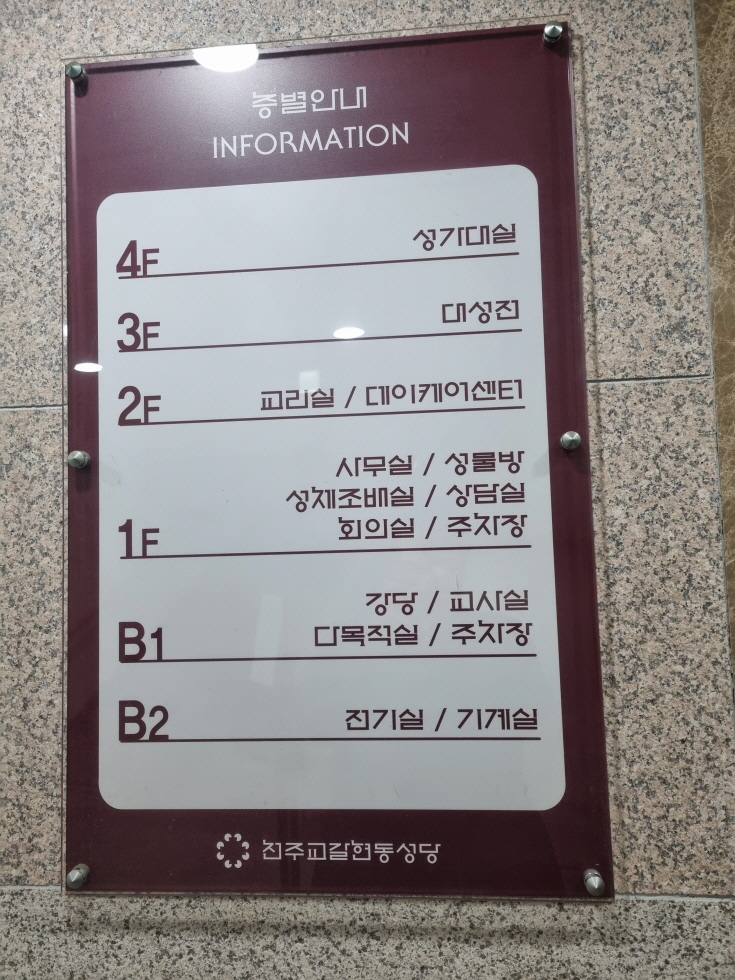 층별안내
INFORMATION
4F 성가대실
3F 대성전
2F 교리실 / 데이케어센터
사무실 / 성물방
성체조배실 / 상담실
1F 회의실 / 주차장
강당 / 교사실
B1 다목적실 / 주차장
B2 전기실 / 기계실
천주교갈현동성당